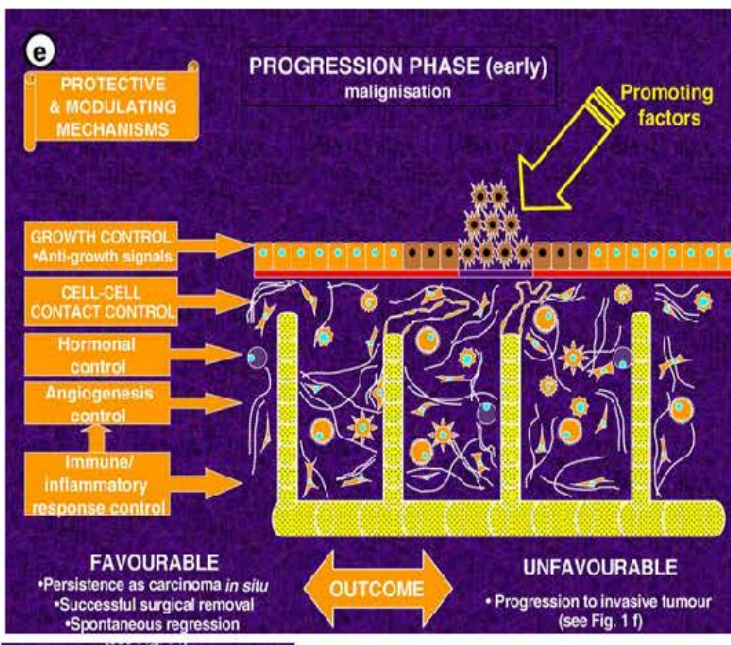 e
PROTECTIVE
& MODULATING
MECHANISMS
PROGRESSION PHASE (early)
malignisation
Promoting
factors
GROWTH CONTROL
•Anti-growth signals
CELL-CELL
CONTACT CONTROL
Hormonal
control
Angiogenesis
control
Immune/
inflammatory
response control
FAVOURABLE
•Persistence as carcinoma in situ
•Successful surgical removal
•Spontaneous regression
OUTCOME
UNFAVOURABLE
• Progression to invasive tumour
(see Fig. 1 f)